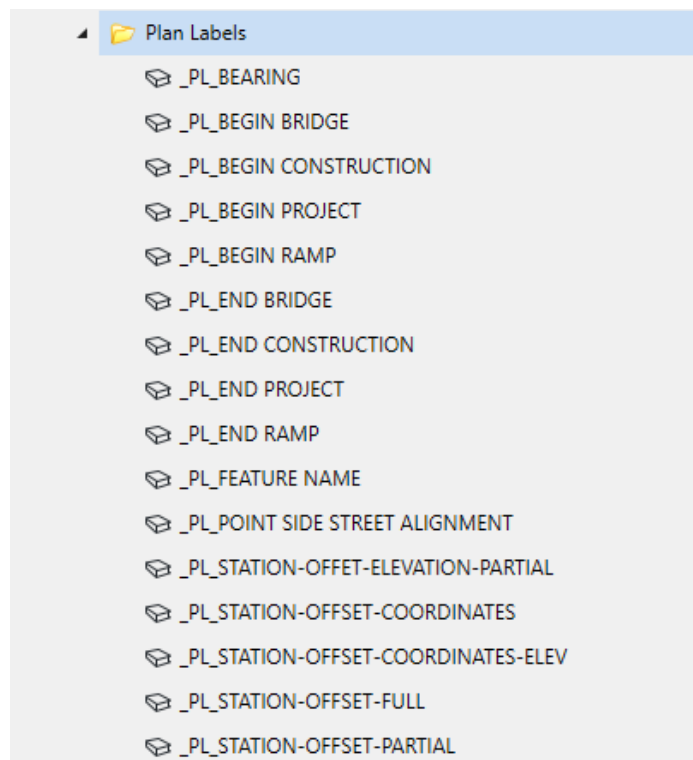 Plan Labels
_PL_BEARING
_PL_BEGIN BRIDGE
_PL_BEGIN CONSTRUCTION
_PL_BEGIN PROJECT
_PL_BEGIN RAMP
_PL_END BRIDGE
_PL_END CONSTRUCTION
_PL_END PROJECT
_PL_END RAMP
_PL_FEATURE NAME
_PL_POINT SIDE STREET ALIGNMENT
_PL_STATION-OFFET-ELEVATION-PARTIAL
_PL_STATION-OFFSET-COORDINATES
_PL_STATION-OFFSET-COORDINATES-ELEV
_PL_STATION-OFFSET-FULL
_PL_STATION-OFFSET-PARTIAL